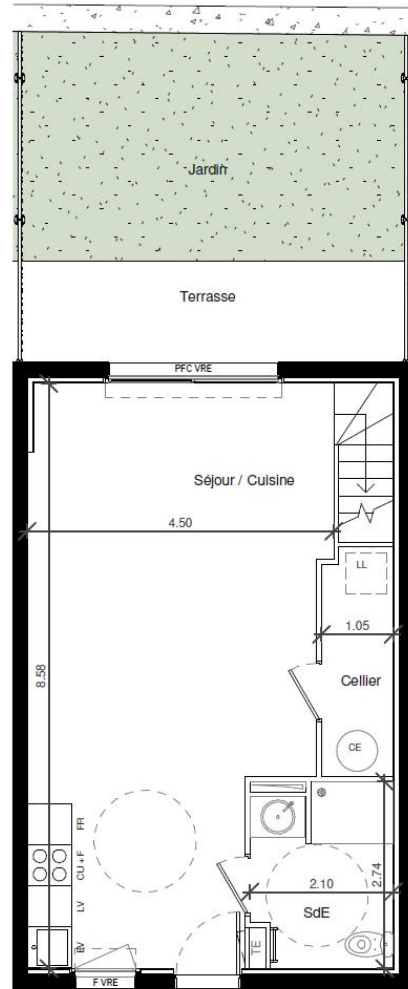 Jardin
Terrasse
PFC VRE
Séjour / Cuisine
4.50
LL
1.05
8.58
Cellier
CE
FR
CU + F
LV
EV
2.10
2.74
SdE
TE
F VRE